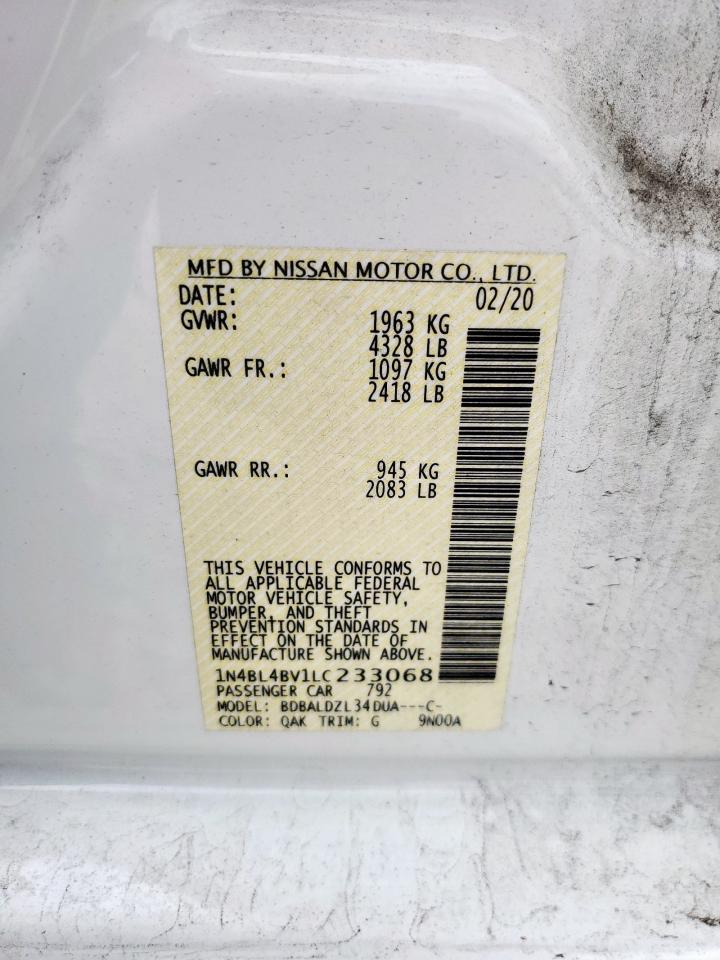 MFD BY NISSAN MOTOR CO., LTD.
DATE: 02/20
GVWR: 1963 KG
4328 LB
GAWR FR.: 1097 KG
2418 LB
GAWR RR.: 945 KG
2083 LB
THIS VEHICLE CONFORMS TO
ALL APPLICABLE FEDERAL
MOTOR VEHICLE SAFETY,
BUMPER, AND THEFT
PREVENTION STANDARDS IN
EFFECT ON THE DATE OF
MANUFACTURE SHOWN ABOVE.
1N4BL4BV1LC233068
PASSENGER CAR 792
MODEL: BDBALDZL34DUA---C-
COLOR: QAK TRIM: G 9N00A